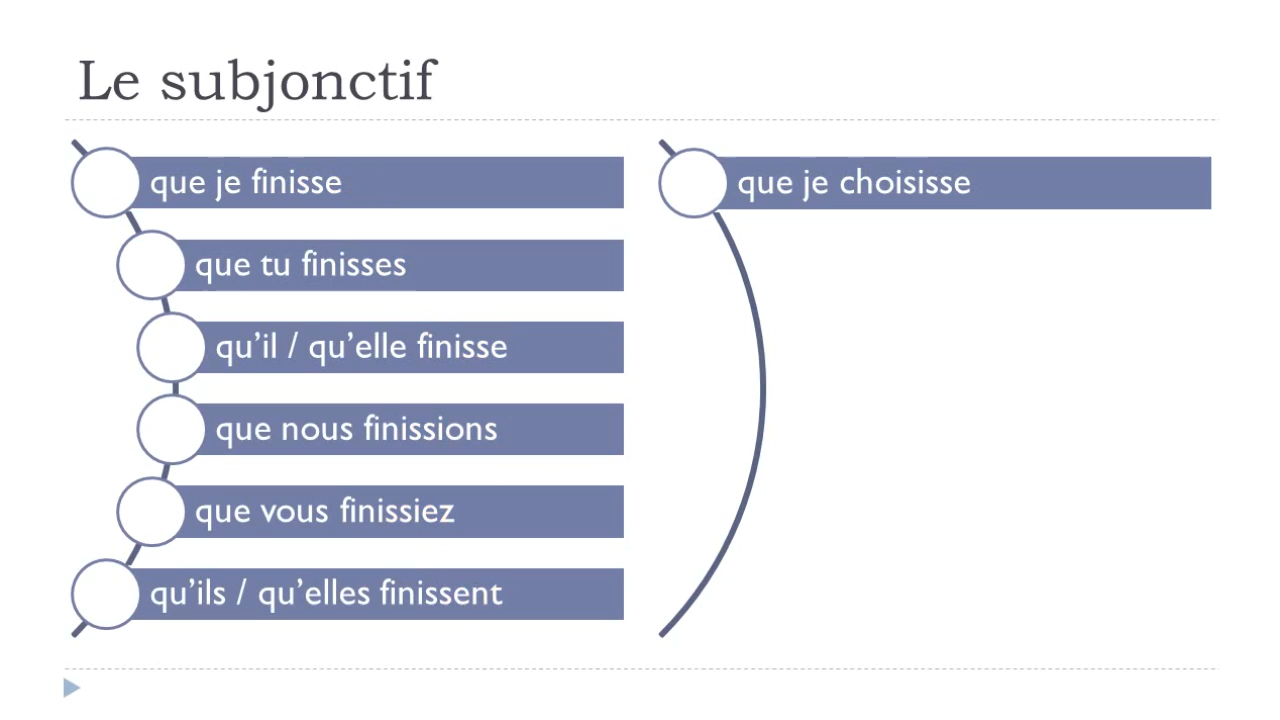 Le subjonctif
que je finisse
que tu finisses
qu’il / qu’elle finisse
que nous finissions
que vous finissiez
qu’ils / qu’elles finissent
que je choisisse